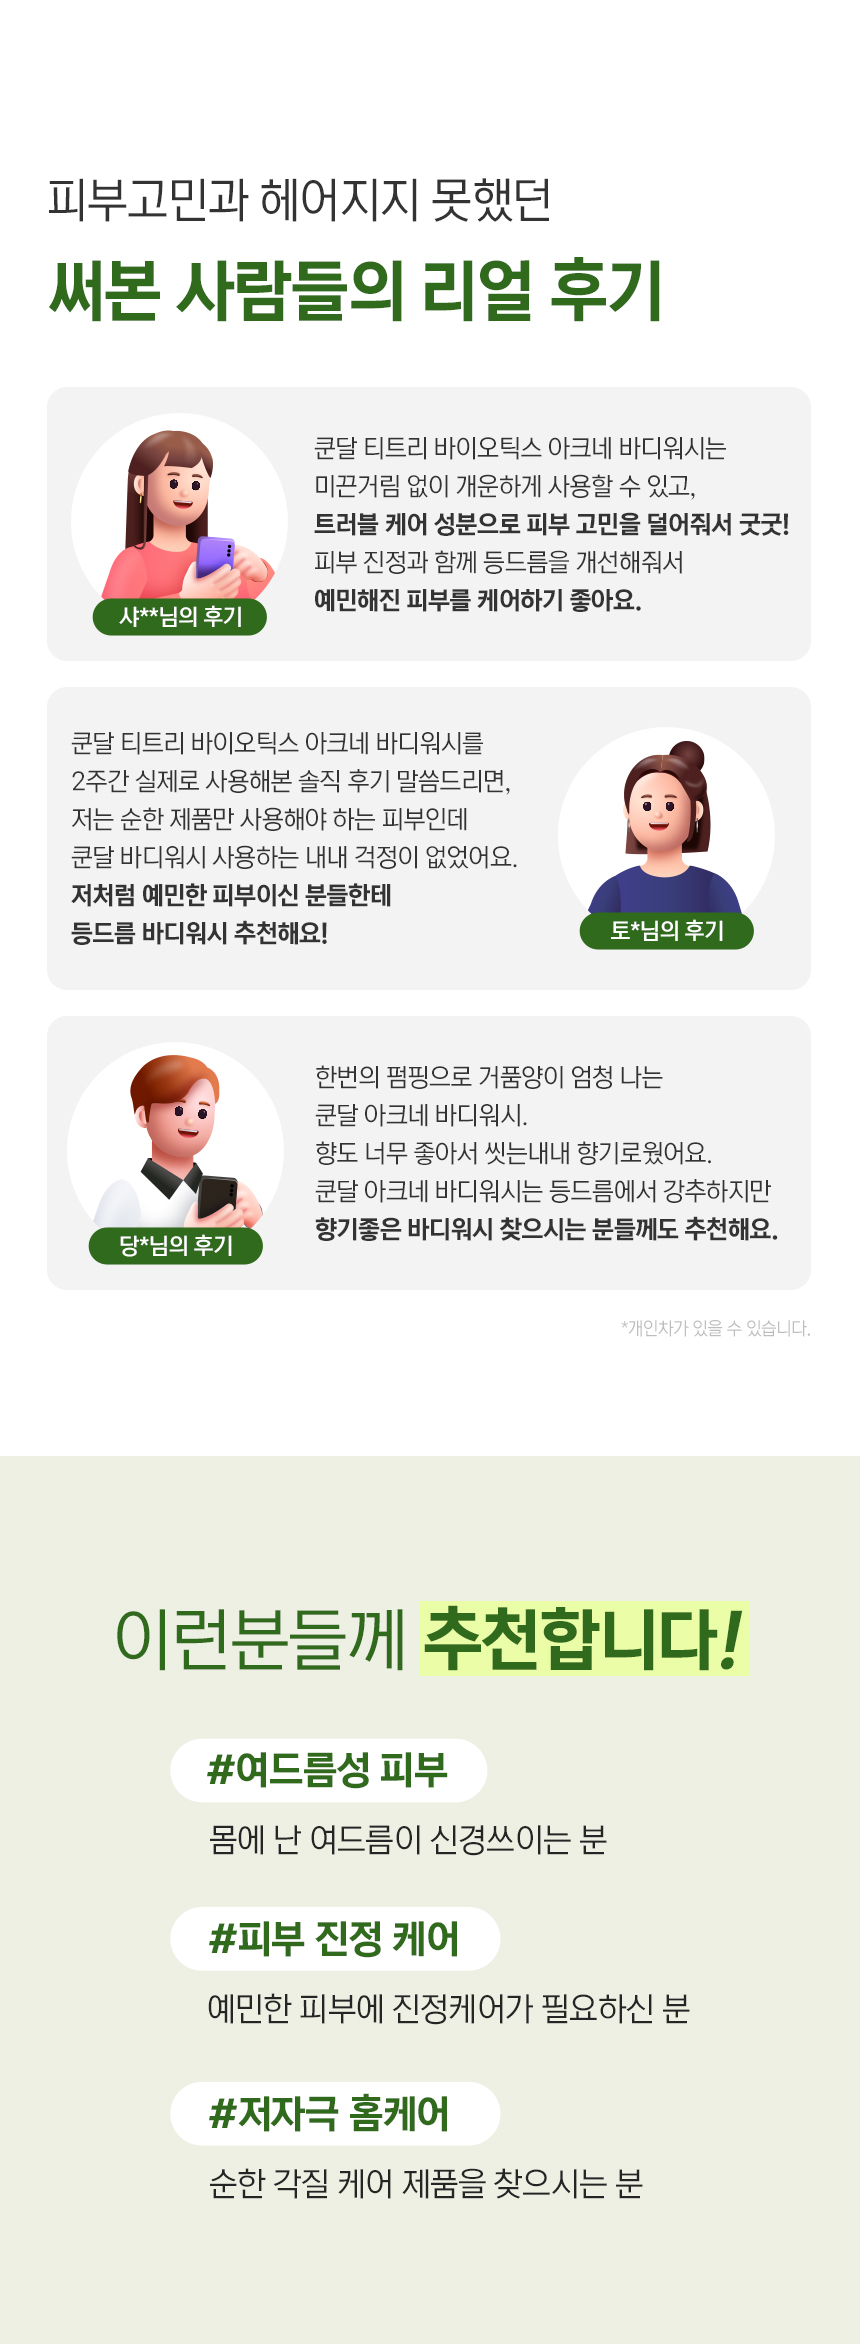 피부고민과 헤어지지 못했던
써본 사람들의 리얼 후기
쿤달 티트리 바이오틱스 아크네 바디워시는
미끈거림 없이 개운하게 사용할 수 있고,
트러블 케어 성분으로 피부 고민을 덜어줘서 굿굿!
피부 진정과 함께 등드름을 개선해줘서
예민해진 피부를 케어하기 좋아요.
샤**님의 후기
쿤달 티트리 바이오틱스 아크네 바디워시를
2주간 실제로 사용해본 솔직 후기 말씀드리면,
저는 순한 제품만 사용해야 하는 피부인데
쿤달 바디워시 사용하는 내내 걱정이 없었어요.
저처럼 예민한 피부이신 분들한테
등드름 바디워시 추천해요!
토*님의 후기
한번의 펌핑으로 거품양이 엄청 나는
쿤달 아크네 바디워시.
향도 너무 좋아서 씻는내내 향기로웠어요.
쿤달 아크네 바디워시는 등드름에서 강추하지만
향기좋은 바디워시 찾으시는 분들께도 추천해요.
당*님의 후기
*개인차가 있을 수 있습니다.
이런분들께 추천합니다!
#여드름성 피부
몸에 난 여드름이 신경쓰이는 분
#피부 진정 케어
예민한 피부에 진정케어가 필요하신 분
#저자극 홈케어
순한 각질 케어 제품을 찾으시는 분